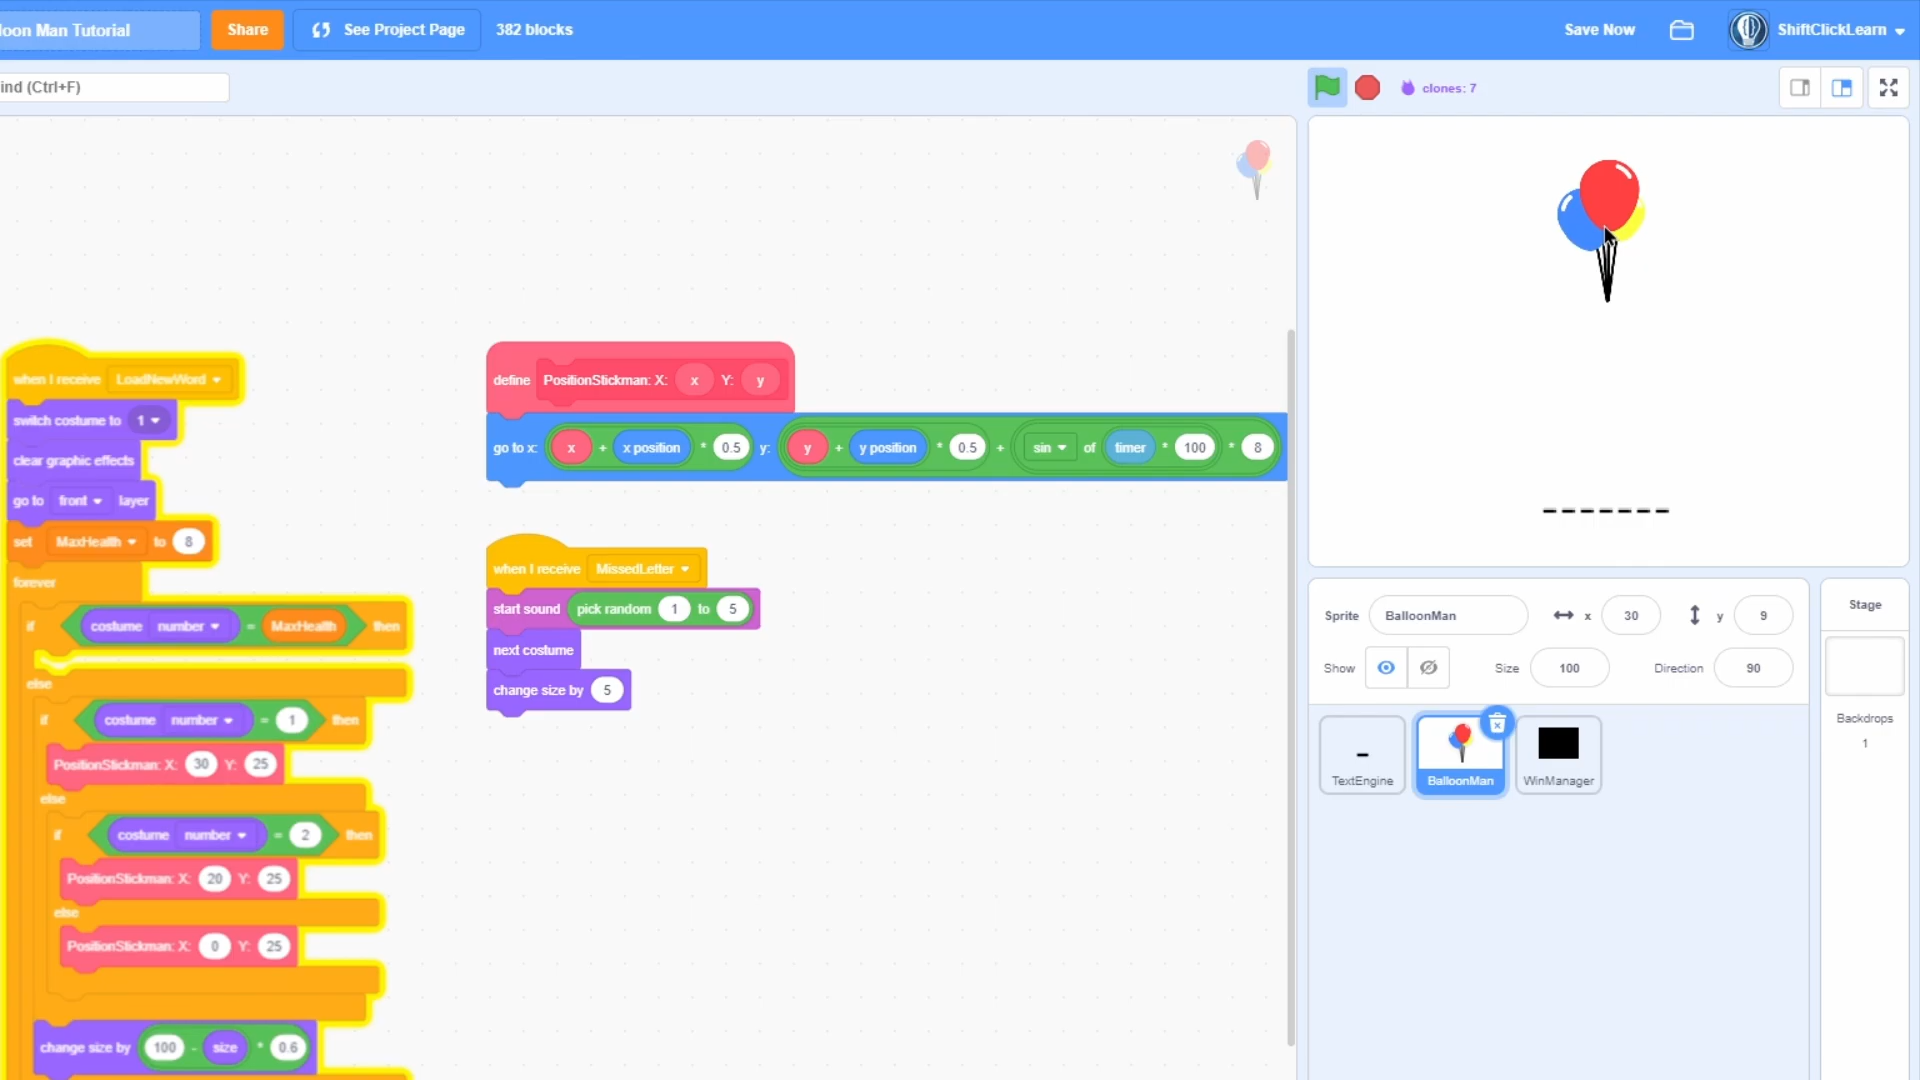 loon Man Tutorial
Share
See Project Page
382 blocks
Save Now
ShiftClickLearn
ind (Ctrl+F)
clones: 7
when I receive LoadNewWord
switch costume to 1
clear graphic effects
go to front layer
set MaxHealth to 8
forever
if costume number = MaxHealth then
else
if costume number = 1 then
PositionStickman: X: 30 Y: 25
else
if costume number = 2 then
PositionStickman: X: 20 Y: 25
else
PositionStickman: X: 0 Y: 25
change size by 100 - size * 0.6
define PositionStickman: X: x Y: y
go to x: x + x position * 0.5 y: y + y position * 0.5 + sin of timer * 100 * 8
when I receive MissedLetter
start sound pick random 1 to 5
next costume
change size by 5
Sprite BalloonMan x 30 y 9
Show Size 100 Direction 90
TextEngine
BalloonMan
WinManager
Stage
Backdrops
1